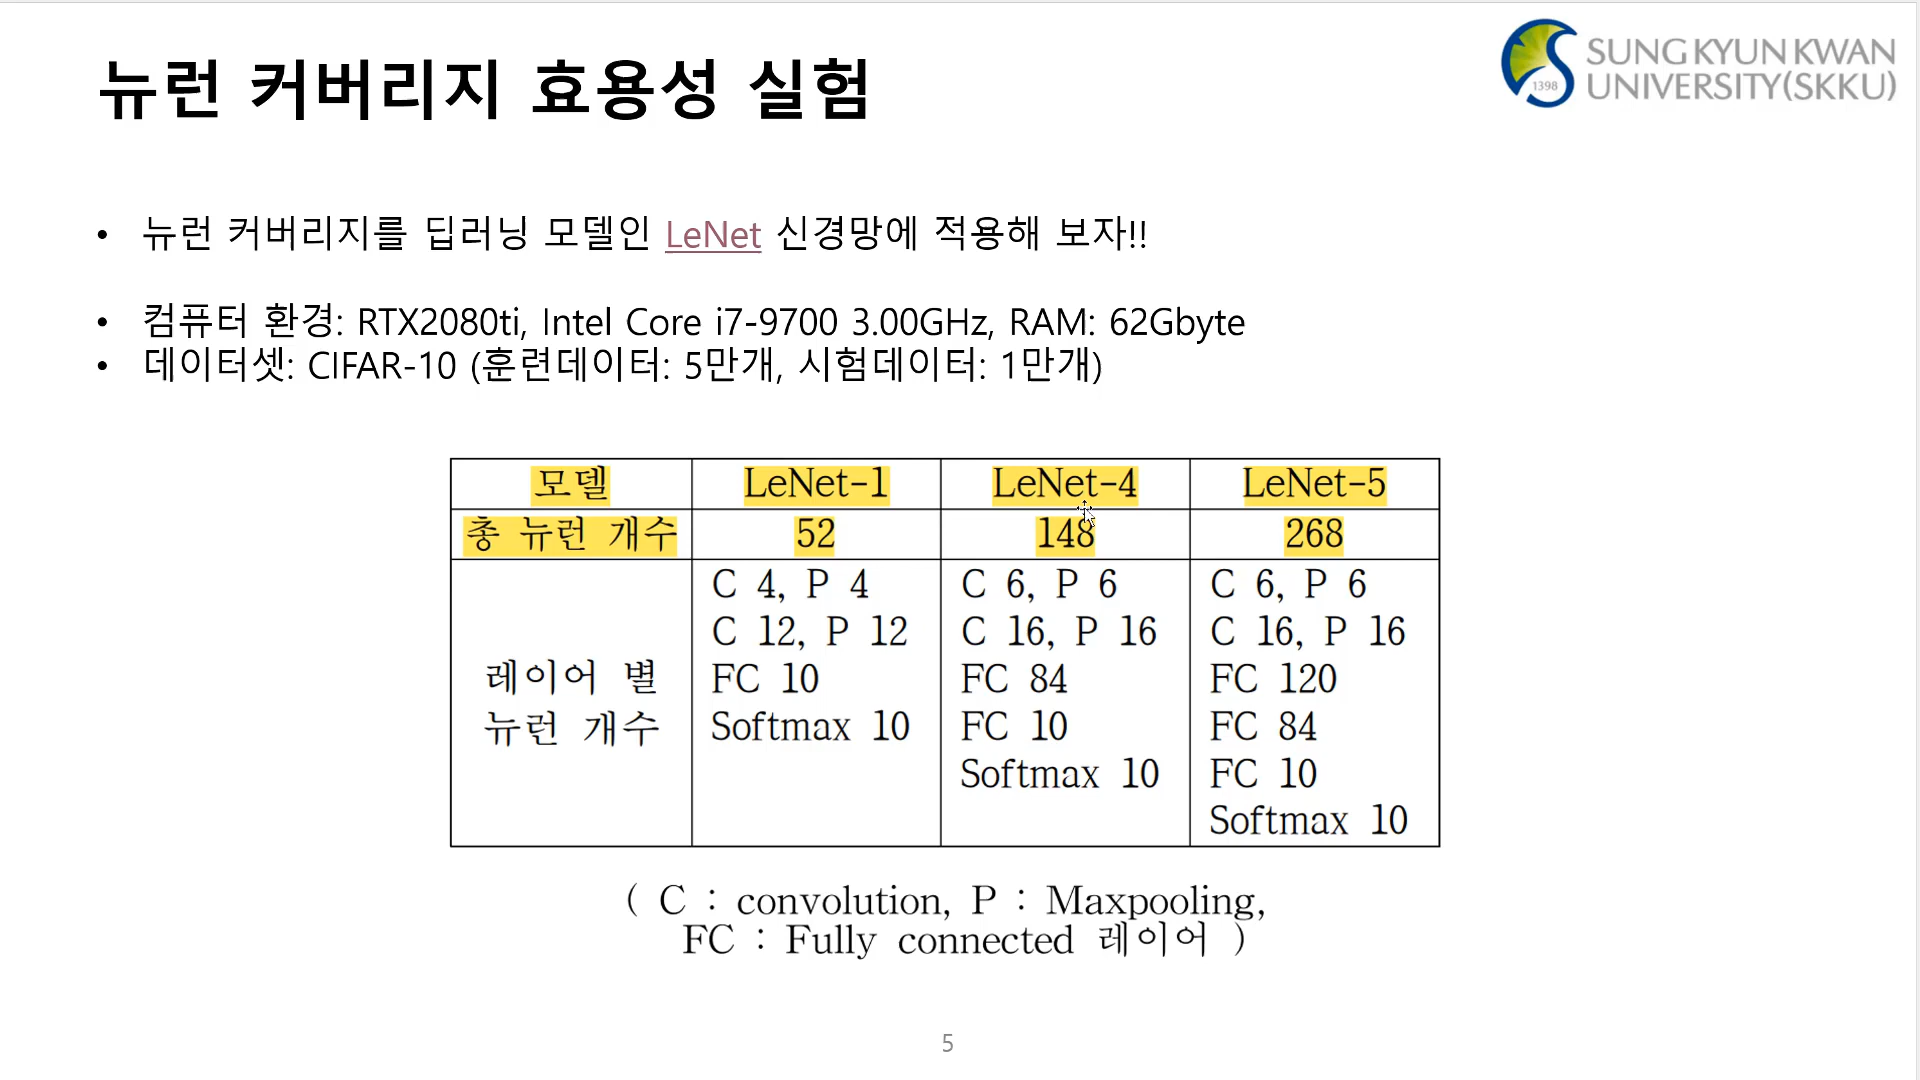 뉴런 커버리지 효용성 실험
1398
SUNGKYUNKWAN
UNIVERSITY(SKKU)
• 뉴런 커버리지를 딥러닝 모델인 LeNet 신경망에 적용해 보자!!
• 컴퓨터 환경: RTX2080ti, Intel Core i7-9700 3.00GHz, RAM: 62Gbyte
• 데이터셋: CIFAR-10 (훈련데이터: 5만개, 시험데이터: 1만개)
모델 LeNet-1 LeNet-4 LeNet-5
총 뉴런 개수 52 148 268
레이어 별
뉴런 개수
C 4, P 4
C 12, P 12
FC 10
Softmax 10
C 6, P 6
C 16, P 16
FC 84
FC 10
Softmax 10
C 6, P 6
C 16, P 16
FC 120
FC 84
FC 10
Softmax 10
( C : convolution, P : Maxpooling,
FC : Fully connected 레이어 )
5